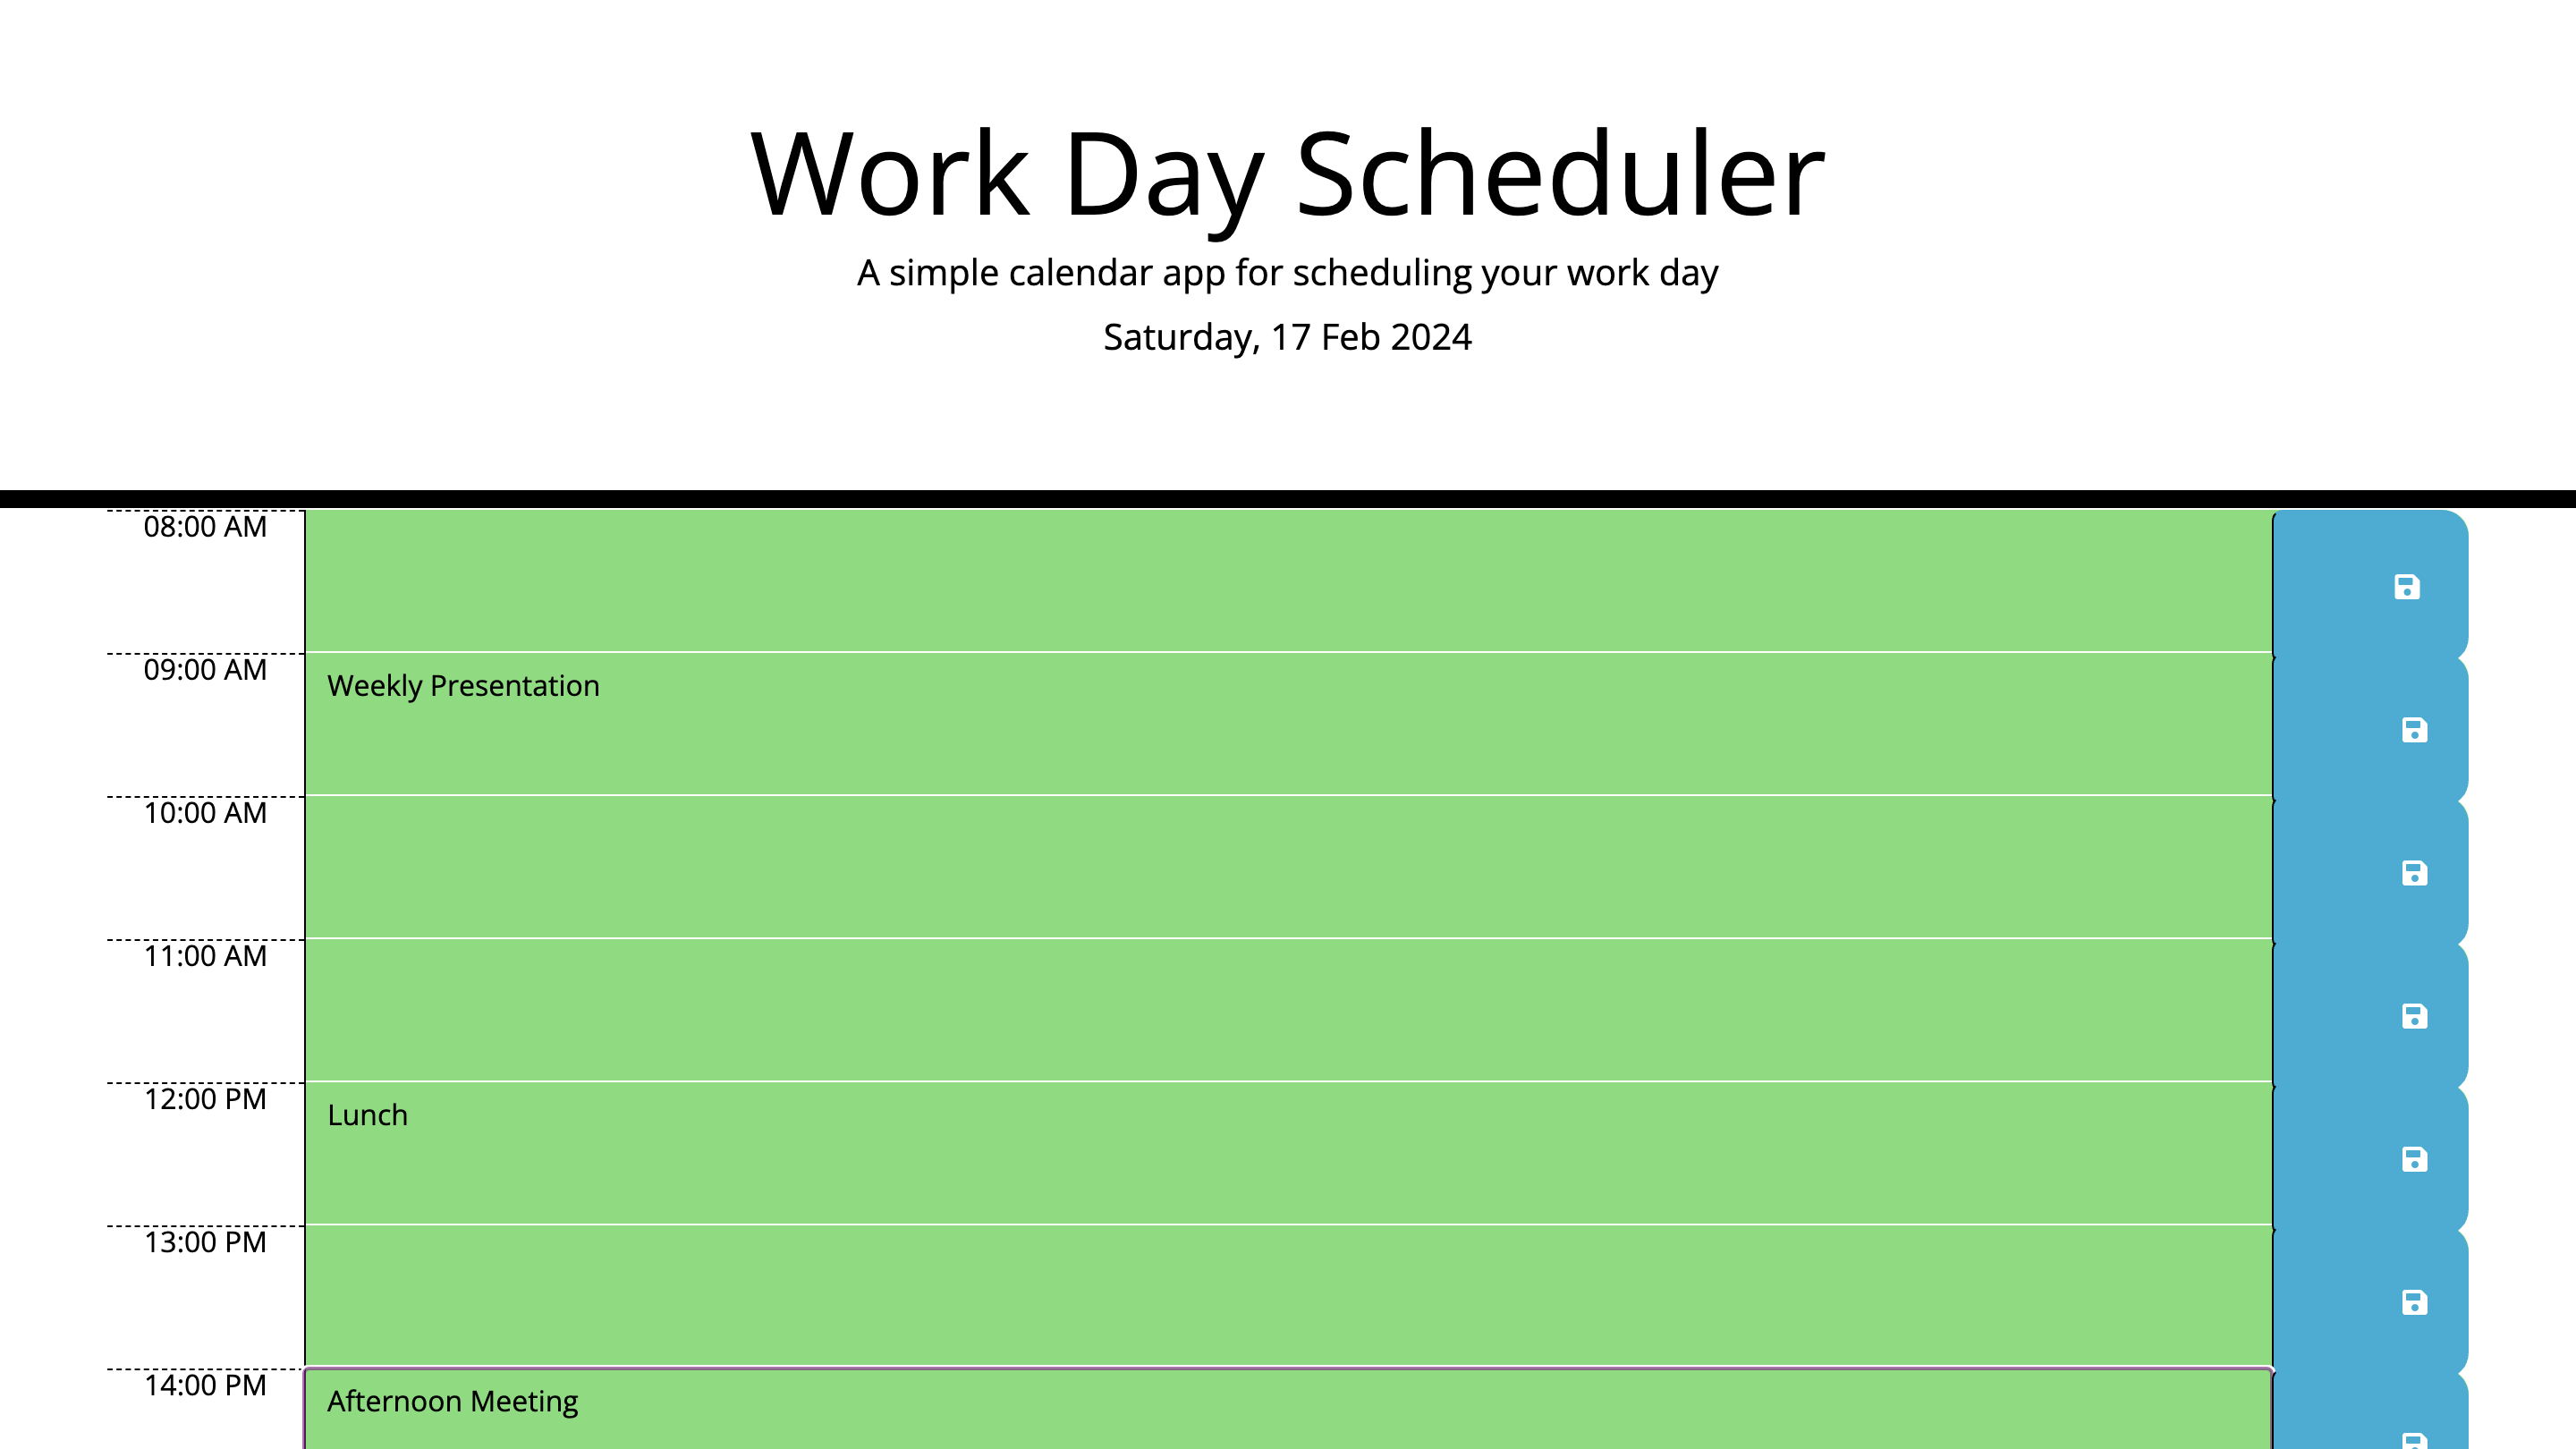 Work Day Scheduler
A simple calendar app for scheduling your work day
Saturday, 17 Feb 2024
08:00 AM
09:00 AM
Weekly Presentation
10:00 AM
11:00 AM
12:00 PM
Lunch
13:00 PM
14:00 PM
Afternoon Meeting